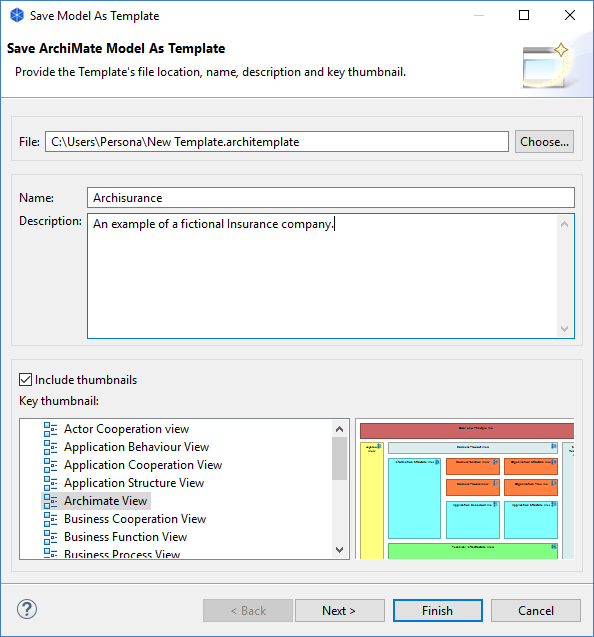 Save Model As Template
Save ArchiMate Model As Template
Provide the Template's file location, name, description and key thumbnail.
File: C:\Users\Persona\New Template.architemplate Choose...
Name: Archisurance
Description: An example of a fictional Insurance company.
Include thumbnails
Key thumbnail:
Actor Cooperation view
Application Behaviour View
Application Cooperation View
Application Structure View
Archimate View
Business Cooperation View
Business Function View
Business Process View
< Back Next > Finish Cancel